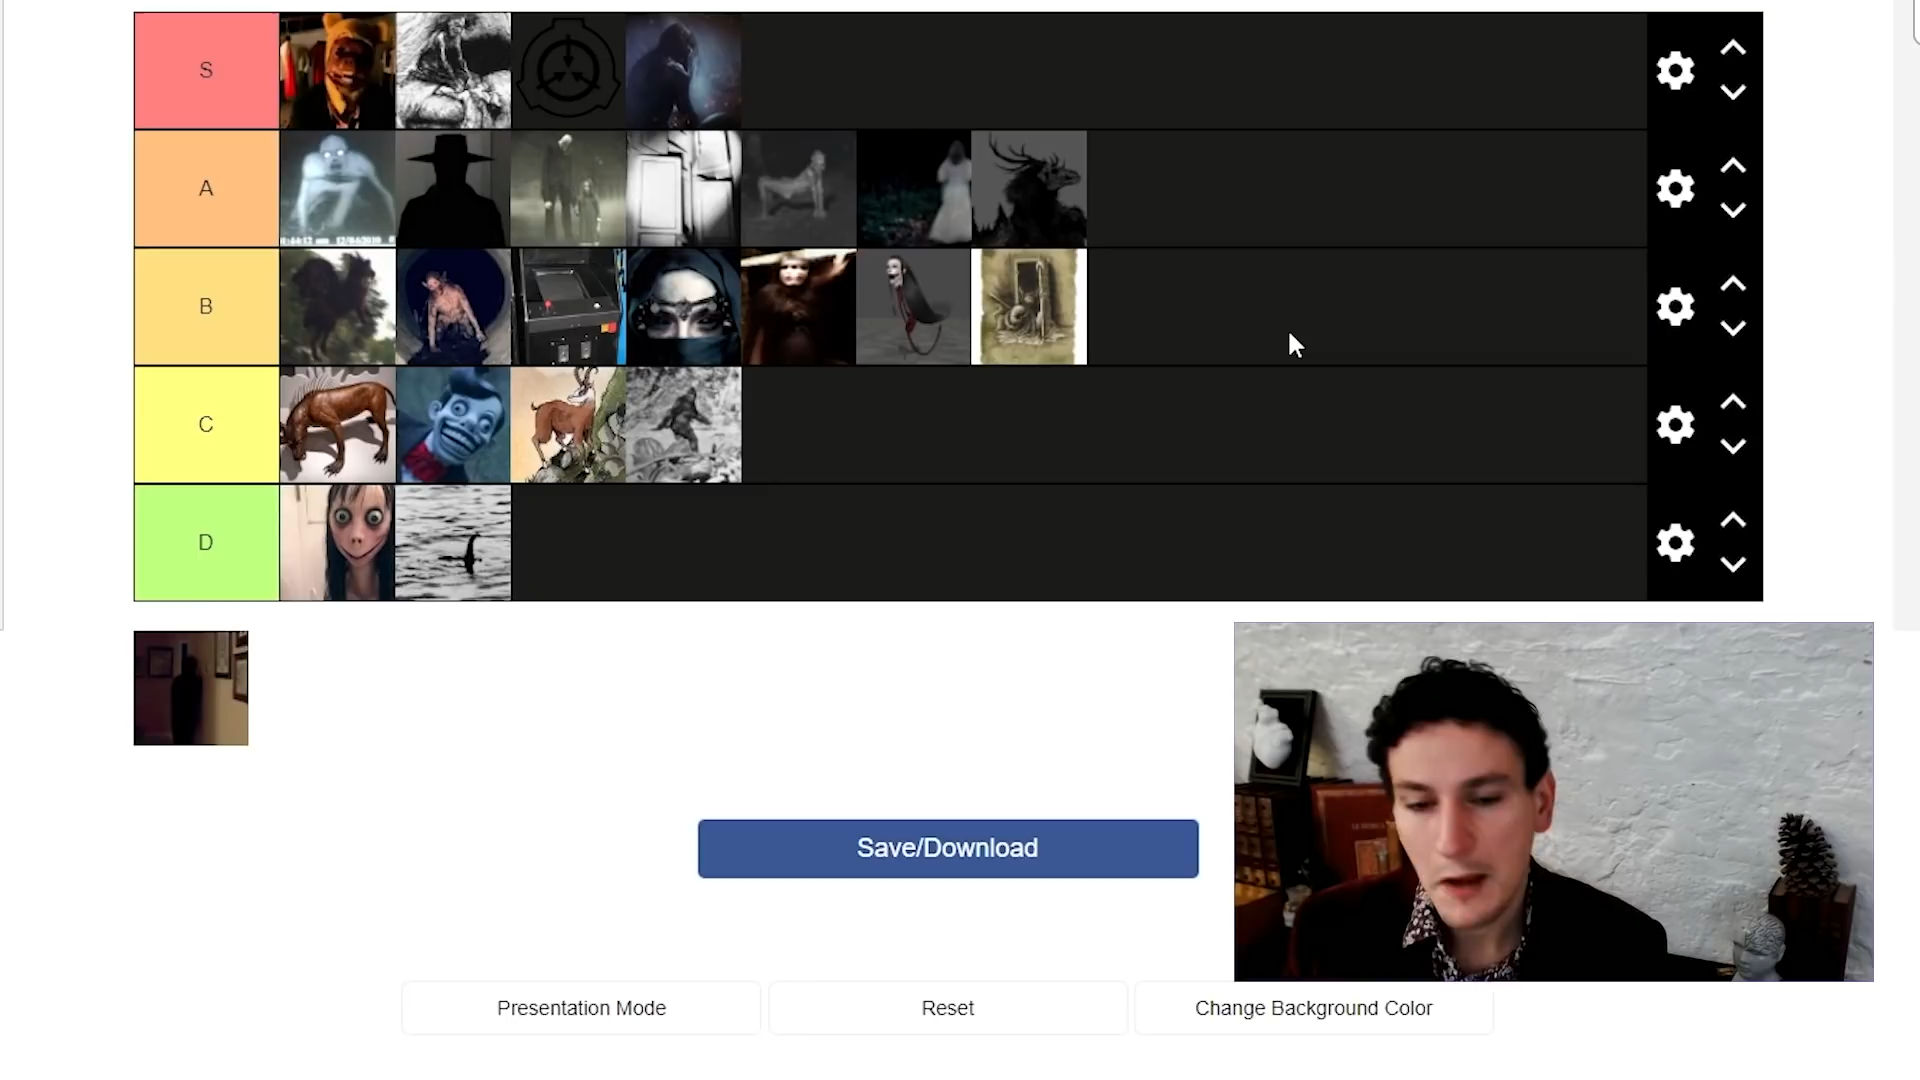 S
A
B
C
D
Save/Download
Presentation Mode
Reset
Change Background Color